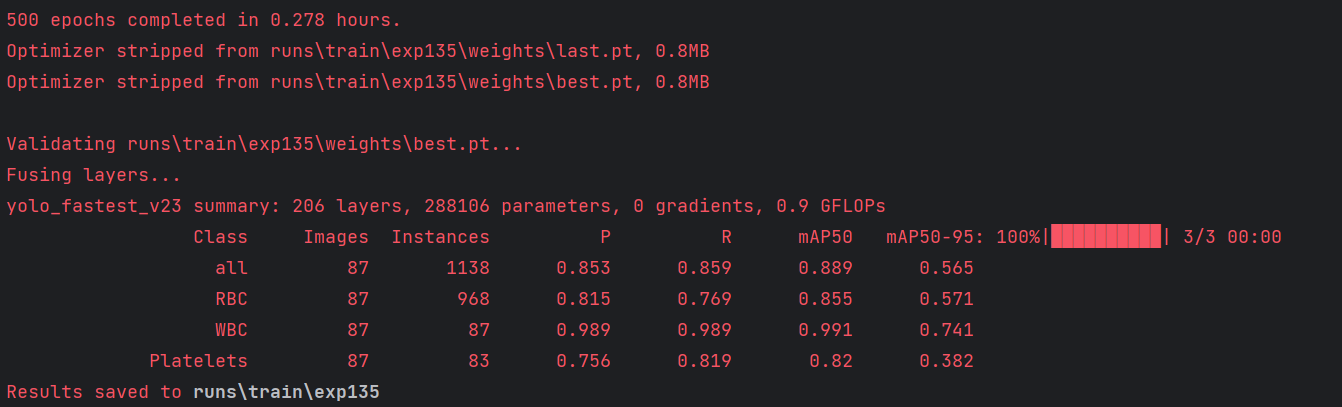 500 epochs completed in 0.278 hours.
Optimizer stripped from runs\train\exp135\weights\last.pt, 0.8MB
Optimizer stripped from runs\train\exp135\weights\best.pt, 0.8MB
Validating runs\train\exp135\weights\best.pt...
Fusing layers...
yolo_fastest_v23 summary: 206 layers, 288106 parameters, 0 gradients, 0.9 GFLOPs
Class Images Instances P R mAP50 mAP50-95: 100%|██████████| 3/3 00:00
all 87 1138 0.853 0.859 0.889 0.565
RBC 87 968 0.815 0.769 0.855 0.571
WBC 87 87 0.989 0.989 0.991 0.741
Platelets 87 83 0.756 0.819 0.82 0.382
Results saved to runs\train\exp135